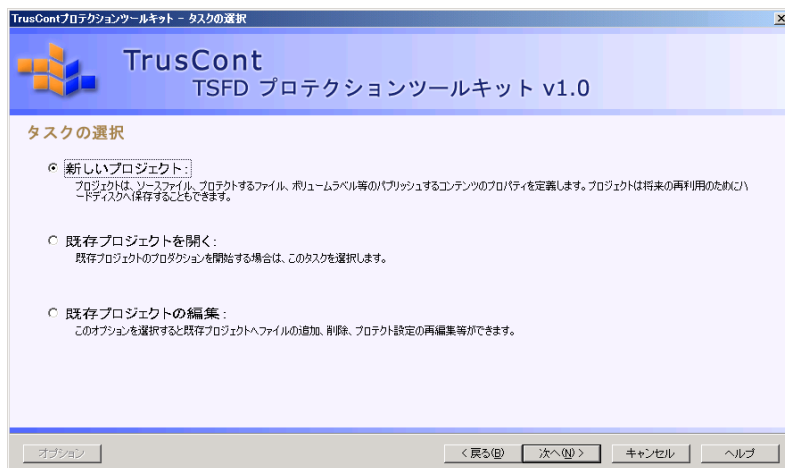 TrusContプロテクションツールキット - タスクの選択
TrusCont
TSFD プロテクションツールキット v1.0
タスクの選択
新しいプロジェクト:
プロジェクトは、ソースファイル、プロテクトするファイル、ボリュームラベル等のパブリッシュするコンテンツのプロパティを定義します。プロジェクトは将来の再利用のためにハ
ードディスクへ保存することもできます。
既存プロジェクトを開く:
既存プロジェクトのプロダクションを開始する場合は、このタスクを選択します。
既存プロジェクトの編集:
このオプションを選択すると既存プロジェクトへファイルの追加、削除、プロテクト設定の再編集等ができます。
オプション
< 戻る(B) 次へ(N) > キャンセル ヘルプ